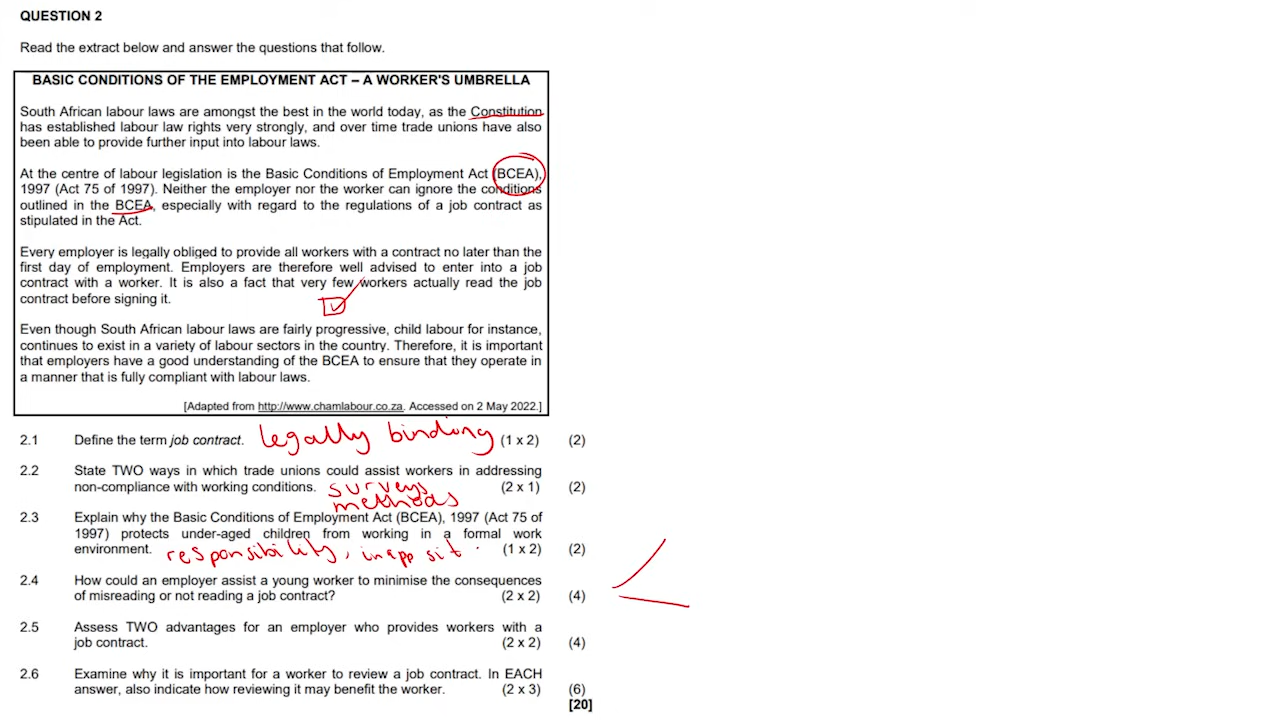 QUESTION 2
Read the extract below and answer the questions that follow.
BASIC CONDITIONS OF THE EMPLOYMENT ACT – A WORKER'S UMBRELLA
South African labour laws are amongst the best in the world today, as the Constitution
has established labour law rights very strongly, and over time trade unions have also
been able to provide further input into labour laws.
At the centre of labour legislation is the Basic Conditions of Employment Act (BCEA),
1997 (Act 75 of 1997). Neither the employer nor the worker can ignore the conditions
outlined in the BCEA, especially with regard to the regulations of a job contract as
stipulated in the Act.
Every employer is legally obliged to provide all workers with a contract no later than the
first day of employment. Employers are therefore well advised to enter into a job
contract with a worker. It is also a fact that very few workers actually read the job
contract before signing it.
Even though South African labour laws are fairly progressive, child labour for instance,
continues to exist in a variety of labour sectors in the country. Therefore, it is important
that employers have a good understanding of the BCEA to ensure that they operate in
a manner that is fully compliant with labour laws.
[Adapted from http://www.chamlabour.co.za. Accessed on 2 May 2022.]
2.1 Define the term job contract. legally binding (1 x 2) (2)
2.2 State TWO ways in which trade unions could assist workers in addressing
non-compliance with working conditions. surveys (2 x 1) (2)
methods
2.3 Explain why the Basic Conditions of Employment Act (BCEA), 1997 (Act 75 of
1997) protects under-aged children from working in a formal work
environment. responsibility, inapp sit. (1 x 2) (2)
2.4 How could an employer assist a young worker to minimise the consequences
of misreading or not reading a job contract? (2 x 2) (4)
2.5 Assess TWO advantages for an employer who provides workers with a
job contract. (2 x 2) (4)
2.6 Examine why it is important for a worker to review a job contract. In EACH
answer, also indicate how reviewing it may benefit the worker. (2 x 3) (6)
[20]